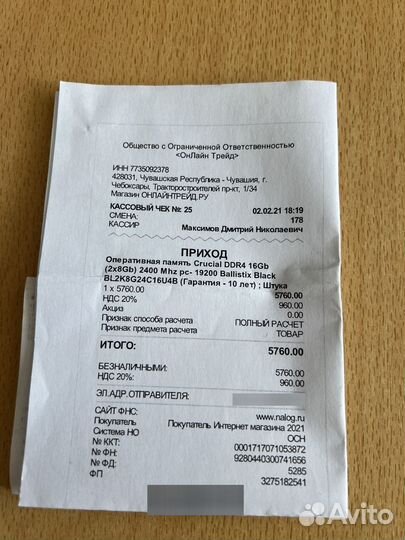 Общество с Ограниченной Ответственностью
<ОнЛайн Трейд>
ИНН 7735092378
428031, Чувашская Республика - Чувашия, г.
Чебоксары, Тракторостроителей пр-кт, 1/34
Магазин ОНЛАЙНТРЕЙД.РУ
КАССОВЫЙ ЧЕК №: 25 02.02.21 18:19
СМЕНА: 178
КАССИР Максимов Дмитрий Николаевич
ПРИХОД
Оперативная память Crucial DDR4 16Gb
(2x8Gb) 2400 Mhz pc- 19200 Ballistix Black
BL2K8G24C16U4B (Гарантия - 10 лет) ; Штука
1 x 5760.00 5760.00
НДС 20% 960.00
Акциз 0.00
Признак способа расчета ПОЛНЫЙ РАСЧЕТ
Признак предмета расчета ТОВАР
ИТОГО: 5760.00
БЕЗНАЛИЧНЫМИ: 5760.00
НДС 20%: 960.00
ЭЛ.АДР.ОТПРАВИТЕЛЯ:
САЙТ ФНС: www.nalog.ru
Покупатель Покупатель Интернет магазина 2021
Система НО ОСН
№ ККТ: 0001717071053872
№ ФН: 9280440300741656
№ ФД: 5285
ФП 3275182541
Avito